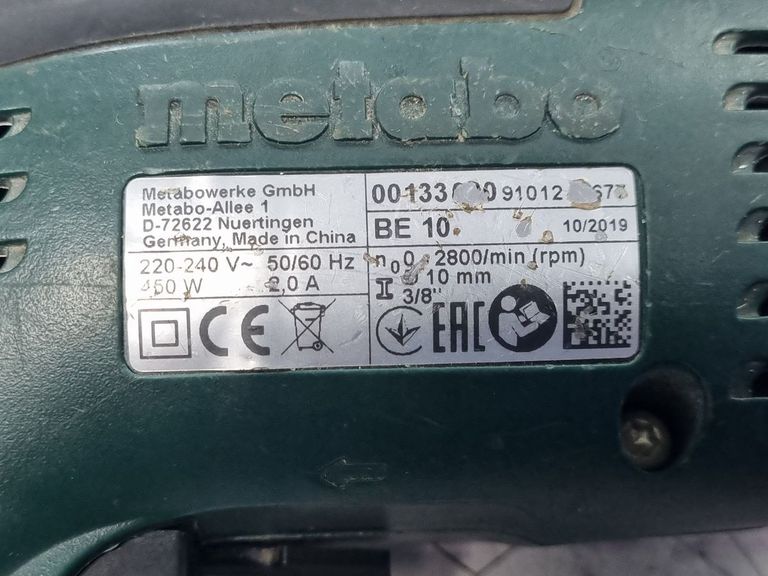 metabo
Metabowerke GmbH
Metabo-Allee 1
D-72622 Nuertingen
Germany, Made in China
220-240 V~ 50/60 Hz
2,0 A
BE 10
10/2019
2800/min (rpm)
10 mm
3/8"
CE
EAC